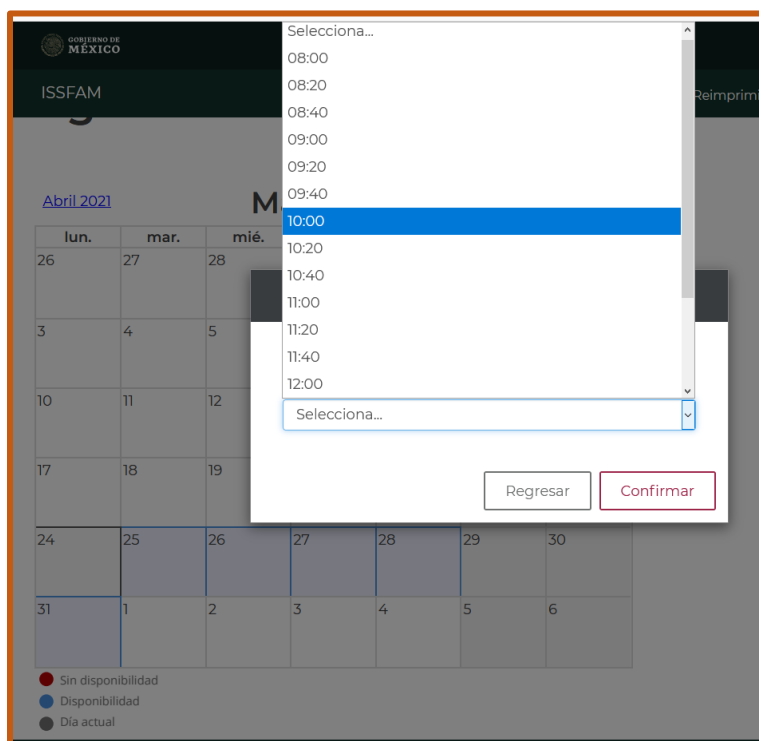 GOBIERNO DE
MÉXICO
Selecciona...
08:00
08:20
08:40
09:00
09:20
09:40
10:00
10:20
10:40
11:00
11:20
11:40
12:00
ISSFAM
Abril 2021
lun. mar. mié.
26 27 28
3 4 5
10 11 12
17 18 19
Selecciona...
Regresar Confirmar
24 25 26 27 28 29 30
31 1 2 3 4 5 6
Sin disponibilidad
Disponibilidad
Día actual